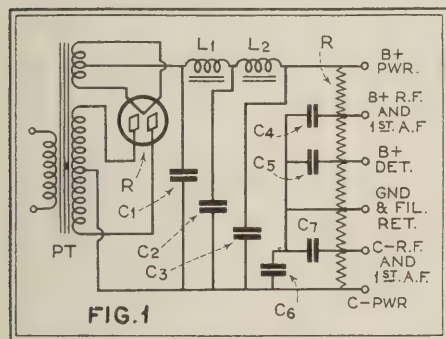 L1
L2
R
B+
PWR.
B+ R.F.
AND
1ST. A.F.
C4
B+
DET.
C5
R
GND
& FIL.
RET.
C1
C7
C-R.F.
AND
1ST. A.F
PT
C2
C3
C6
C-PWR
FIG.1